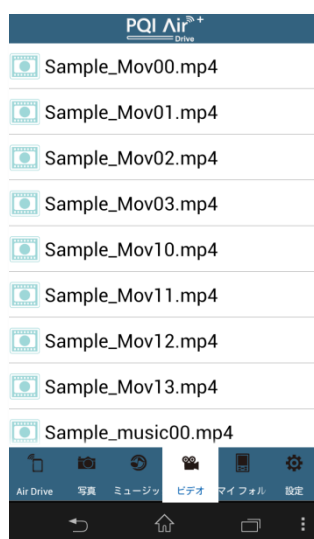 PQI Air+
Drive
Sample_Mov00.mp4
Sample_Mov01.mp4
Sample_Mov02.mp4
Sample_Mov03.mp4
Sample_Mov10.mp4
Sample_Mov11.mp4
Sample_Mov12.mp4
Sample_Mov13.mp4
Sample_music00.mp4
Air Drive 写真 ミュージッ ビデオ マイ フォル 設定